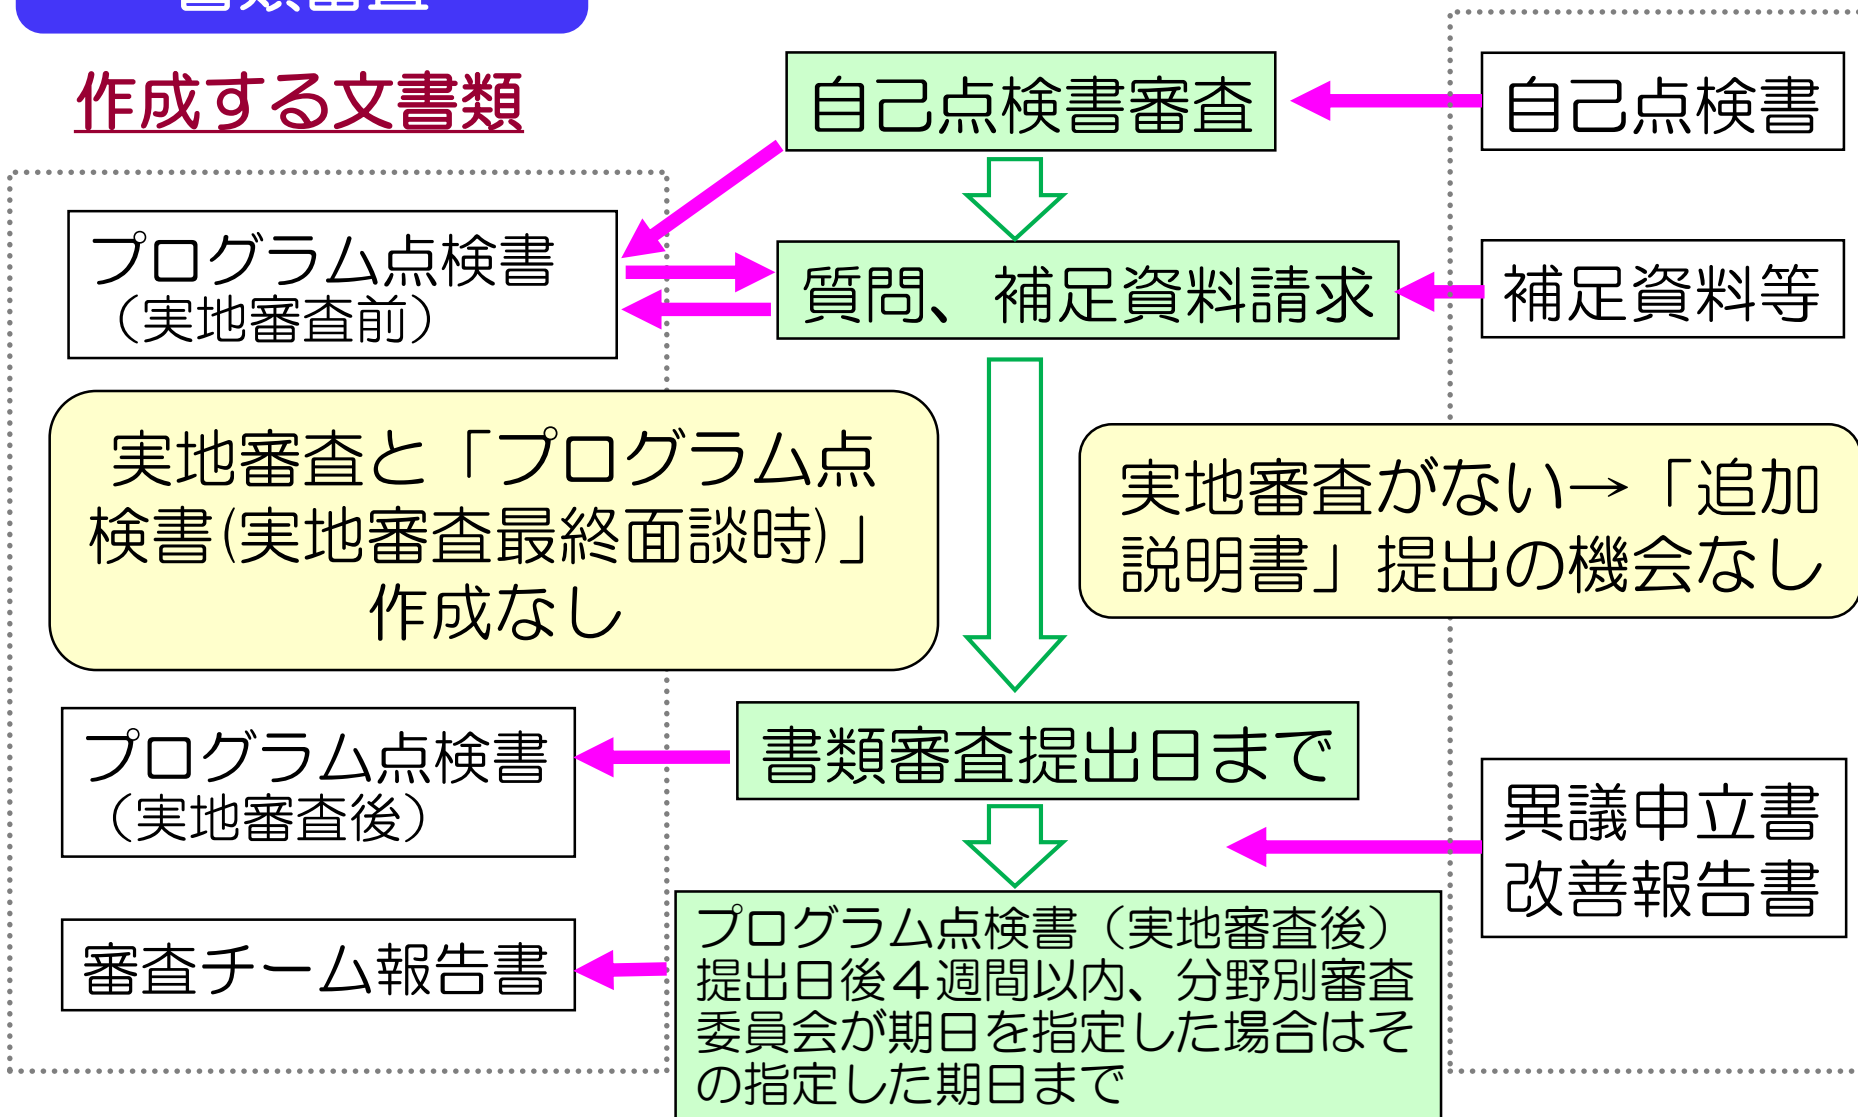 書類審査
作成する文書類
自己点検書審査
自己点検書
プログラム点検書
（実地審査前）
質問、補足資料請求
補足資料等
実地審査と「プログラム点
検書(実地審査最終面談時)」
作成なし
実地審査がない→「追加
説明書」提出の機会なし
プログラム点検書
（実地審査後）
書類審査提出日まで
異議申立書
改善報告書
審査チーム報告書
プログラム点検書（実地審査後）
提出日後４週間以内、分野別審査
委員会が期日を指定した場合はそ
の指定した期日まで